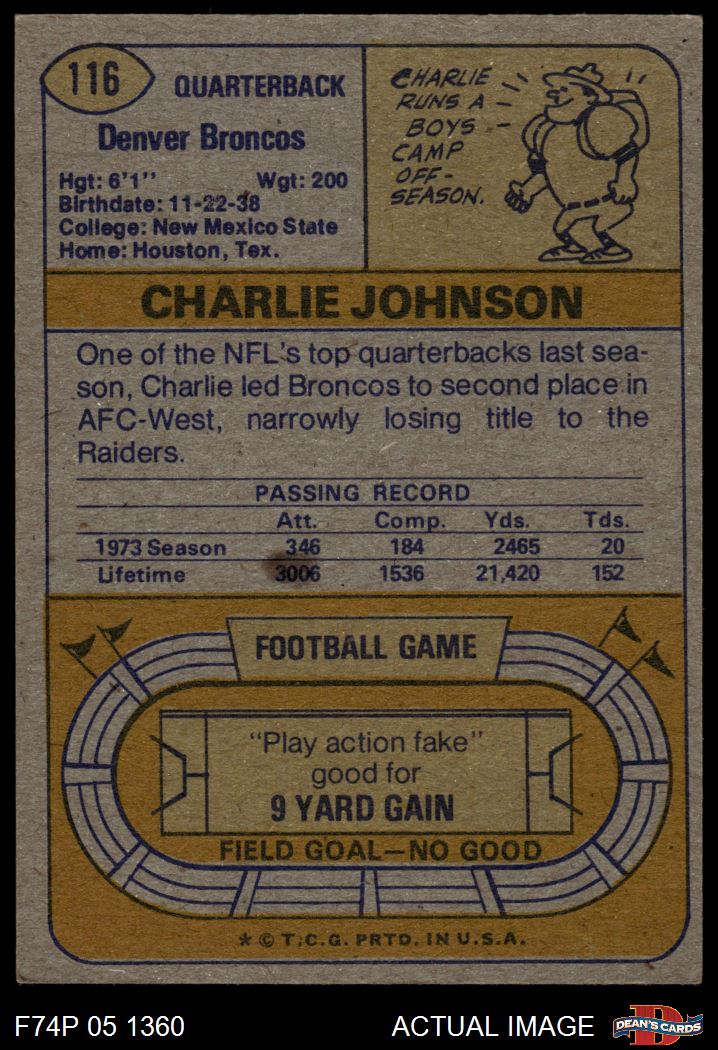 116
QUARTERBACK
Denver Broncos
Hgt: 6'1" Wgt: 200
Birthdate: 11-22-38
College: New Mexico State
Home: Houston, Tex.
CHARLIE
RUNS A
BOYS
CAMP
OFF-
SEASON.
CHARLIE JOHNSON
One of the NFL's top quarterbacks last sea-
son, Charlie led Broncos to second place in
AFC-West, narrowly losing title to the
Raiders.
PASSING RECORD
Att. Comp. Yds. Tds.
1973 Season 346 184 2465 20
Lifetime 3006 1536 21,420 152
FOOTBALL GAME
"Play action fake"
good for
9 YARD GAIN
FIELD GOAL—NO GOOD
* © T.C.G. PRTD. IN U.S.A.
F74P 05 1360 ACTUAL IMAGE DEAN'S CARDS